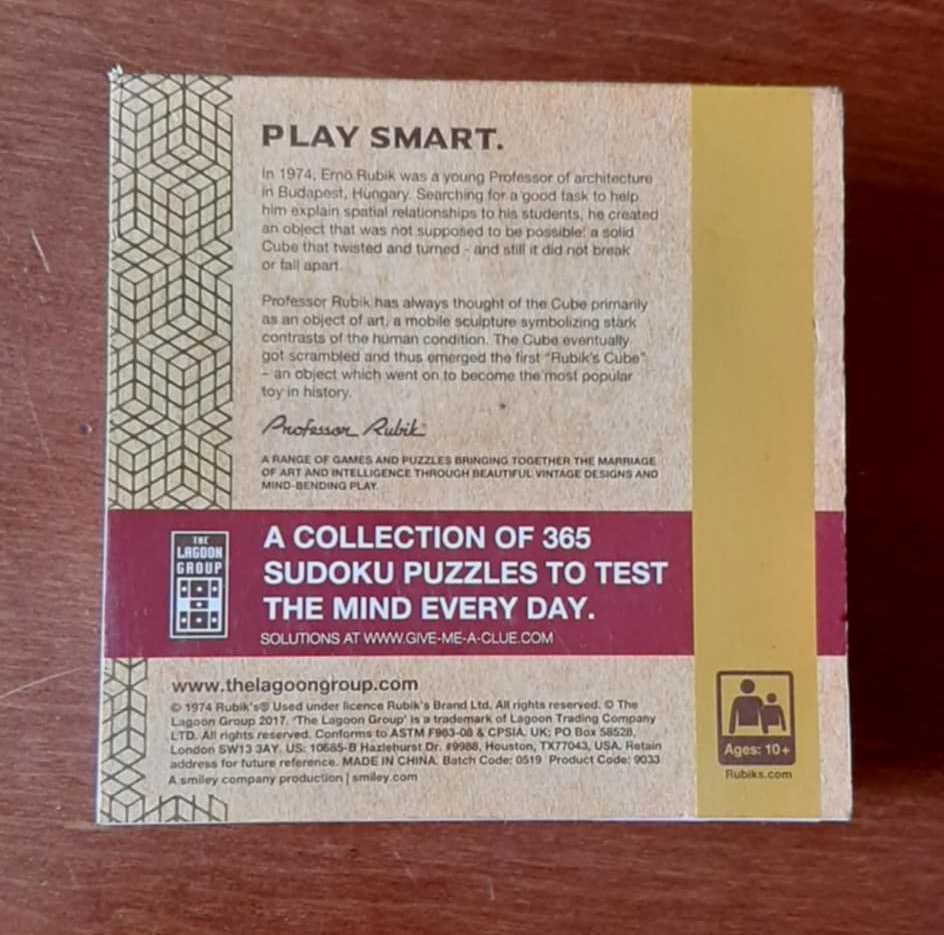 PLAY SMART.
In 1974, Ernö Rubik was a young Professor of architecture
in Budapest, Hungary. Searching for a good task to help
him explain spatial relationships to his students, he created
an object that was not supposed to be possible: a solid
Cube that twisted and turned - and still it did not break
or fall apart.
Professor Rubik has always thought of the Cube primarily
as an object of art, a mobile sculpture symbolizing stark
contrasts of the human condition. The Cube eventually
got scrambled and thus emerged the first "Rubik's Cube"
– an object which went on to become the most popular
toy in history.
Professor Rubik
A RANGE OF GAMES AND PUZZLES BRINGING TOGETHER THE MARRIAGE
OF ART AND INTELLIGENCE THROUGH BEAUTIFUL VINTAGE DESIGNS AND
MIND-BENDING PLAY.
THE
LAGOON
GROUP
A COLLECTION OF 365
SUDOKU PUZZLES TO TEST
THE MIND EVERY DAY.
SOLUTIONS AT WWW.GIVE-ME-A-CLUE.COM
www.thelagoongroup.com
© 1974 Rubik's® Used under licence Rubik's Brand Ltd. All rights reserved. © The
Lagoon Group 2017. 'The Lagoon Group' is a trademark of Lagoon Trading Company
LTD. All rights reserved. Conforms to ASTM F963-08 & CPSIA. UK: PO Box 58528,
London SW13 3AY. US: 10685-B Hazlehurst Dr. #9988, Houston, TX77043, USA. Retain
address for future reference. MADE IN CHINA. Batch Code: 0519 Product Code: 9033
A smiley company production | smiley.com
Ages: 10+
Rubiks.com